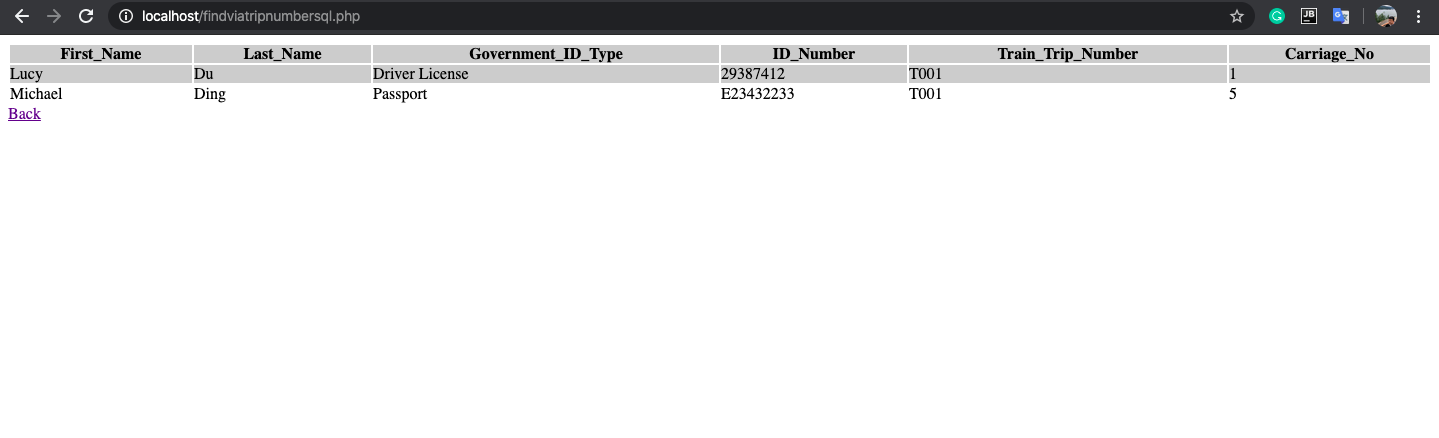 localhost/findviatripnumbersql.php
JB
G
First_Name Last_Name Government_ID_Type ID_Number Train_Trip_Number Carriage_No
Lucy Du Driver License 29387412 T001 1
Michael Ding Passport E23432233 T001 5
Back